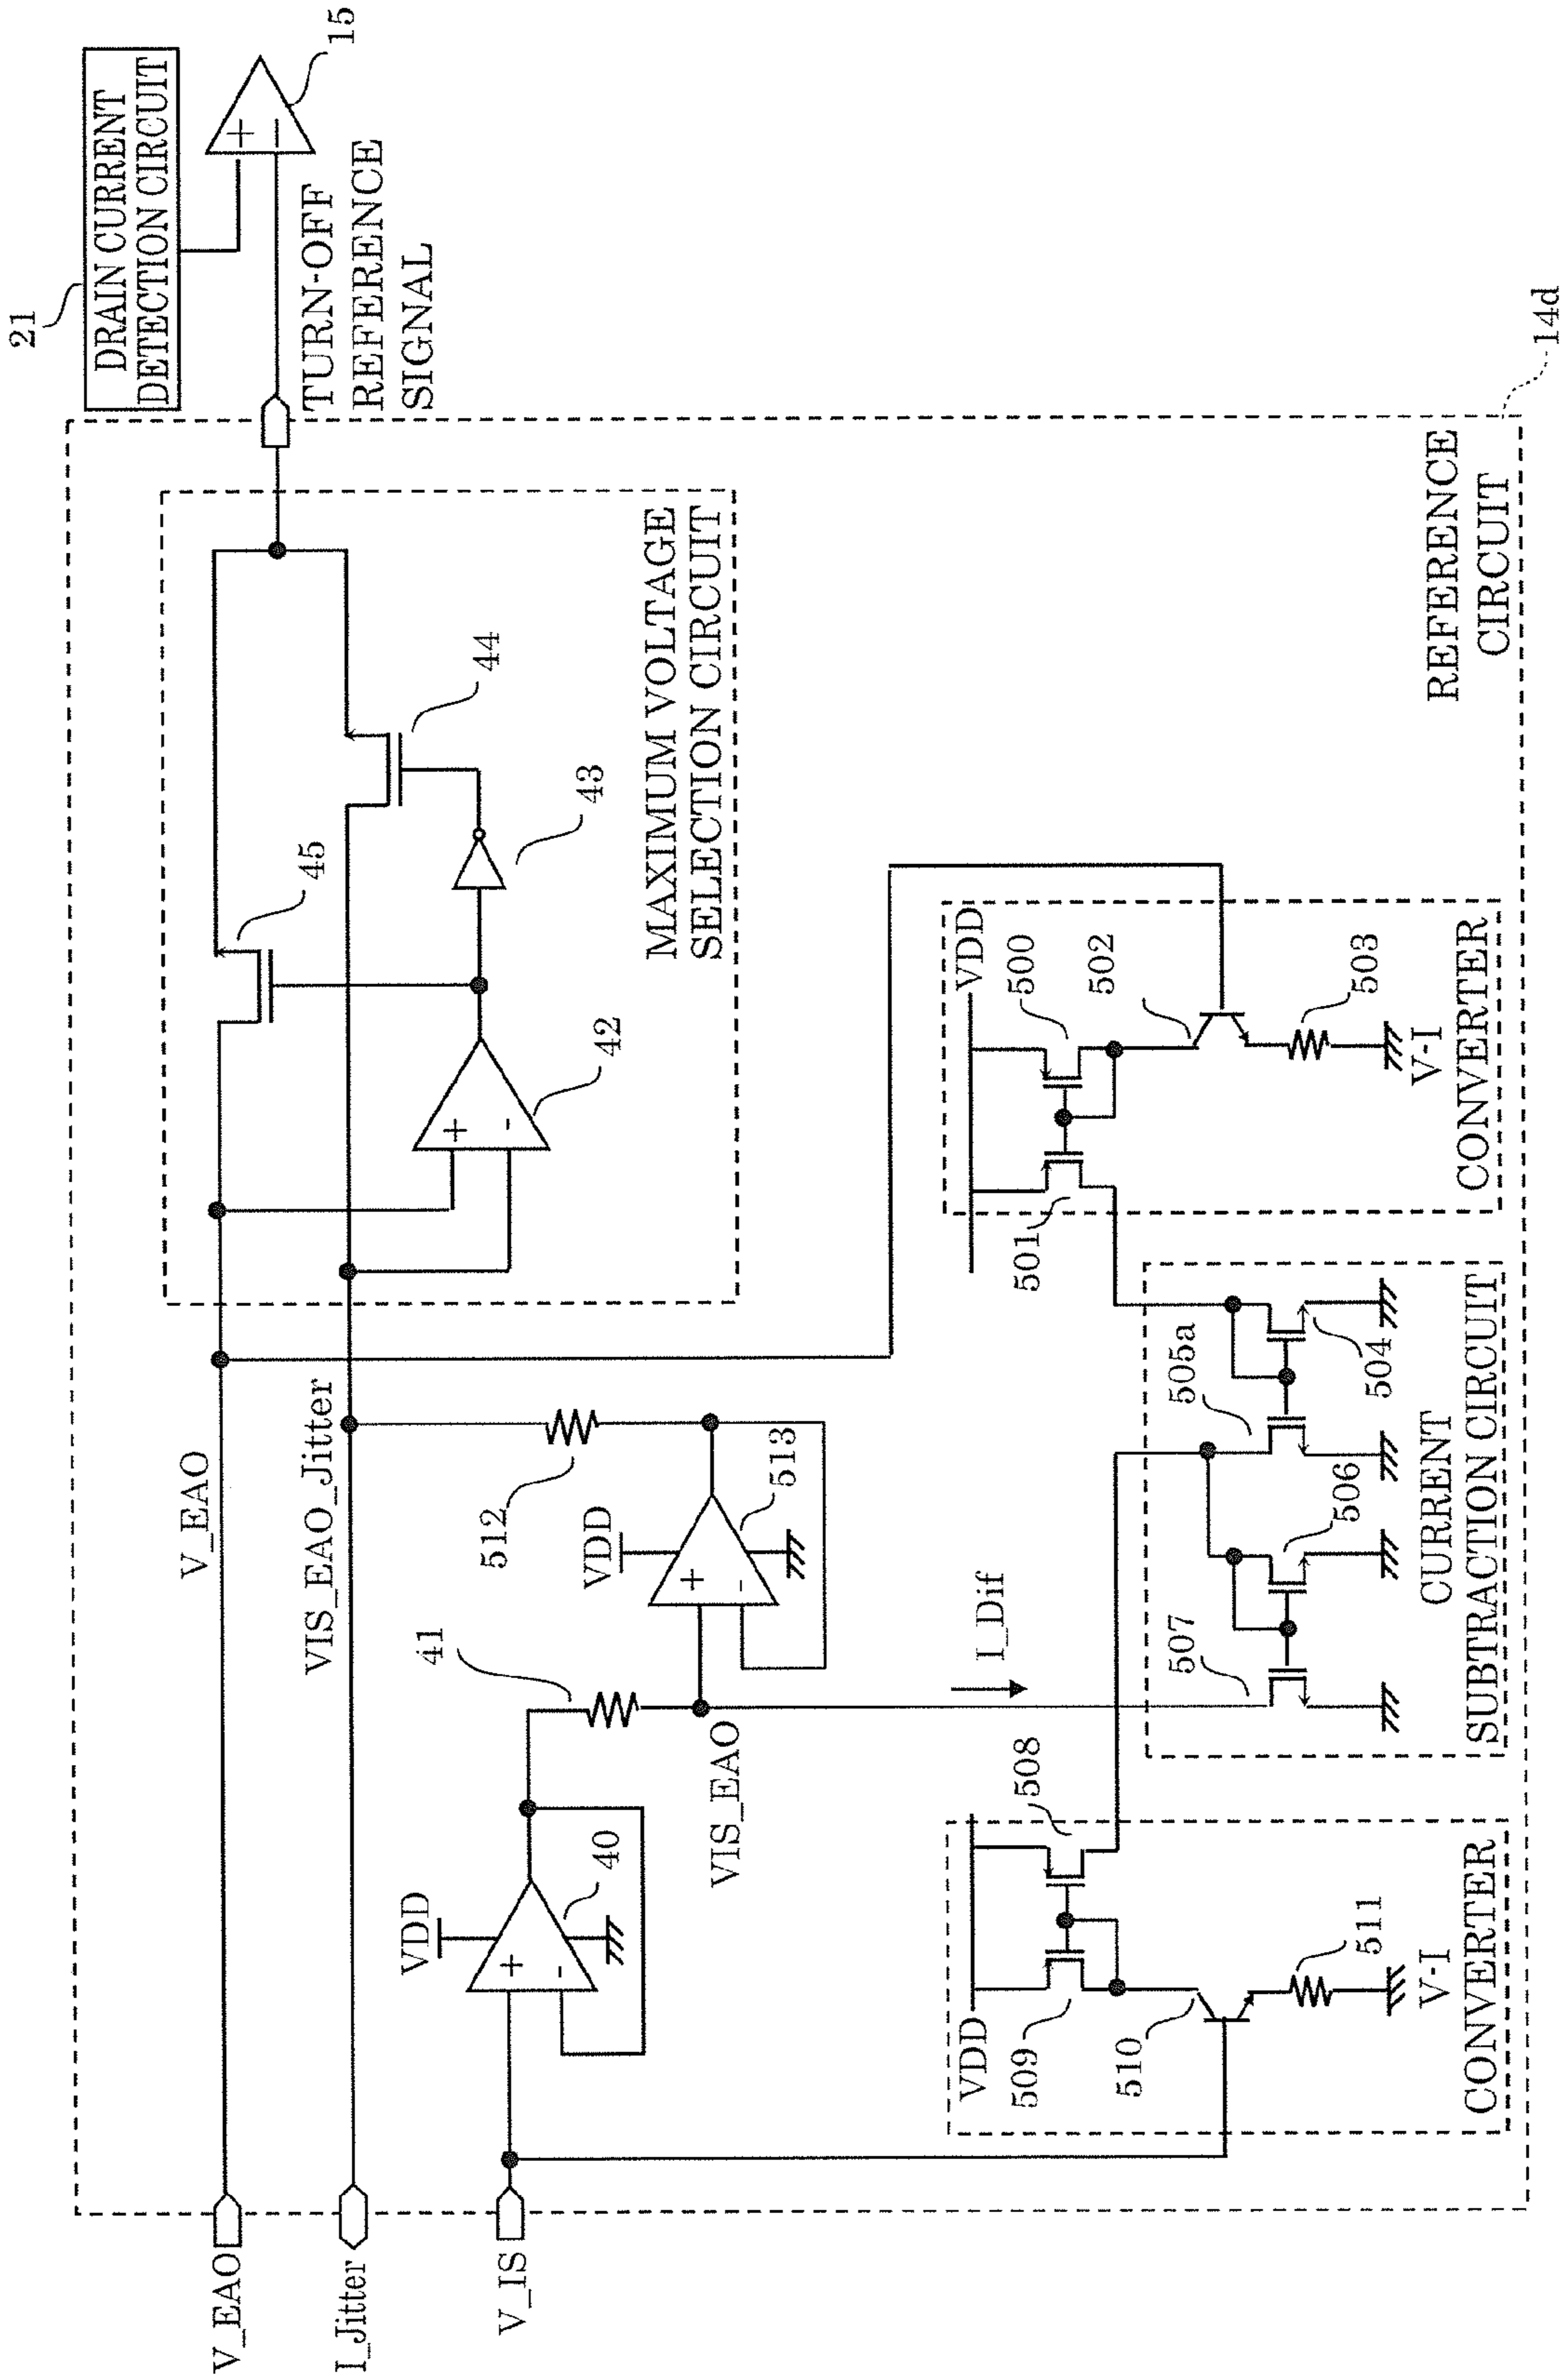 21
DRAIN CURRENT
DETECTION CIRCUIT
15
+
−
TURN-OFF
REFERENCE
SIGNAL
V_EAO
I_Jitter
V_IS
V_EAO
VIS_EAO_Jitter
45
44
43
42
+
-
MAXIMUM VOLTAGE
SELECTION CIRCUIT
VDD
+
-
40
41
VIS_EAO
512
VDD
+
-
513
I_Dif
VDD
509
508
510
511
V-I
CONVERTER
507
506
505a
504
CURRENT
SUBTRACTION CIRCUIT
VDD
501
500
502
503
V-I
CONVERTER
REFERENCE
CIRCUIT
14d